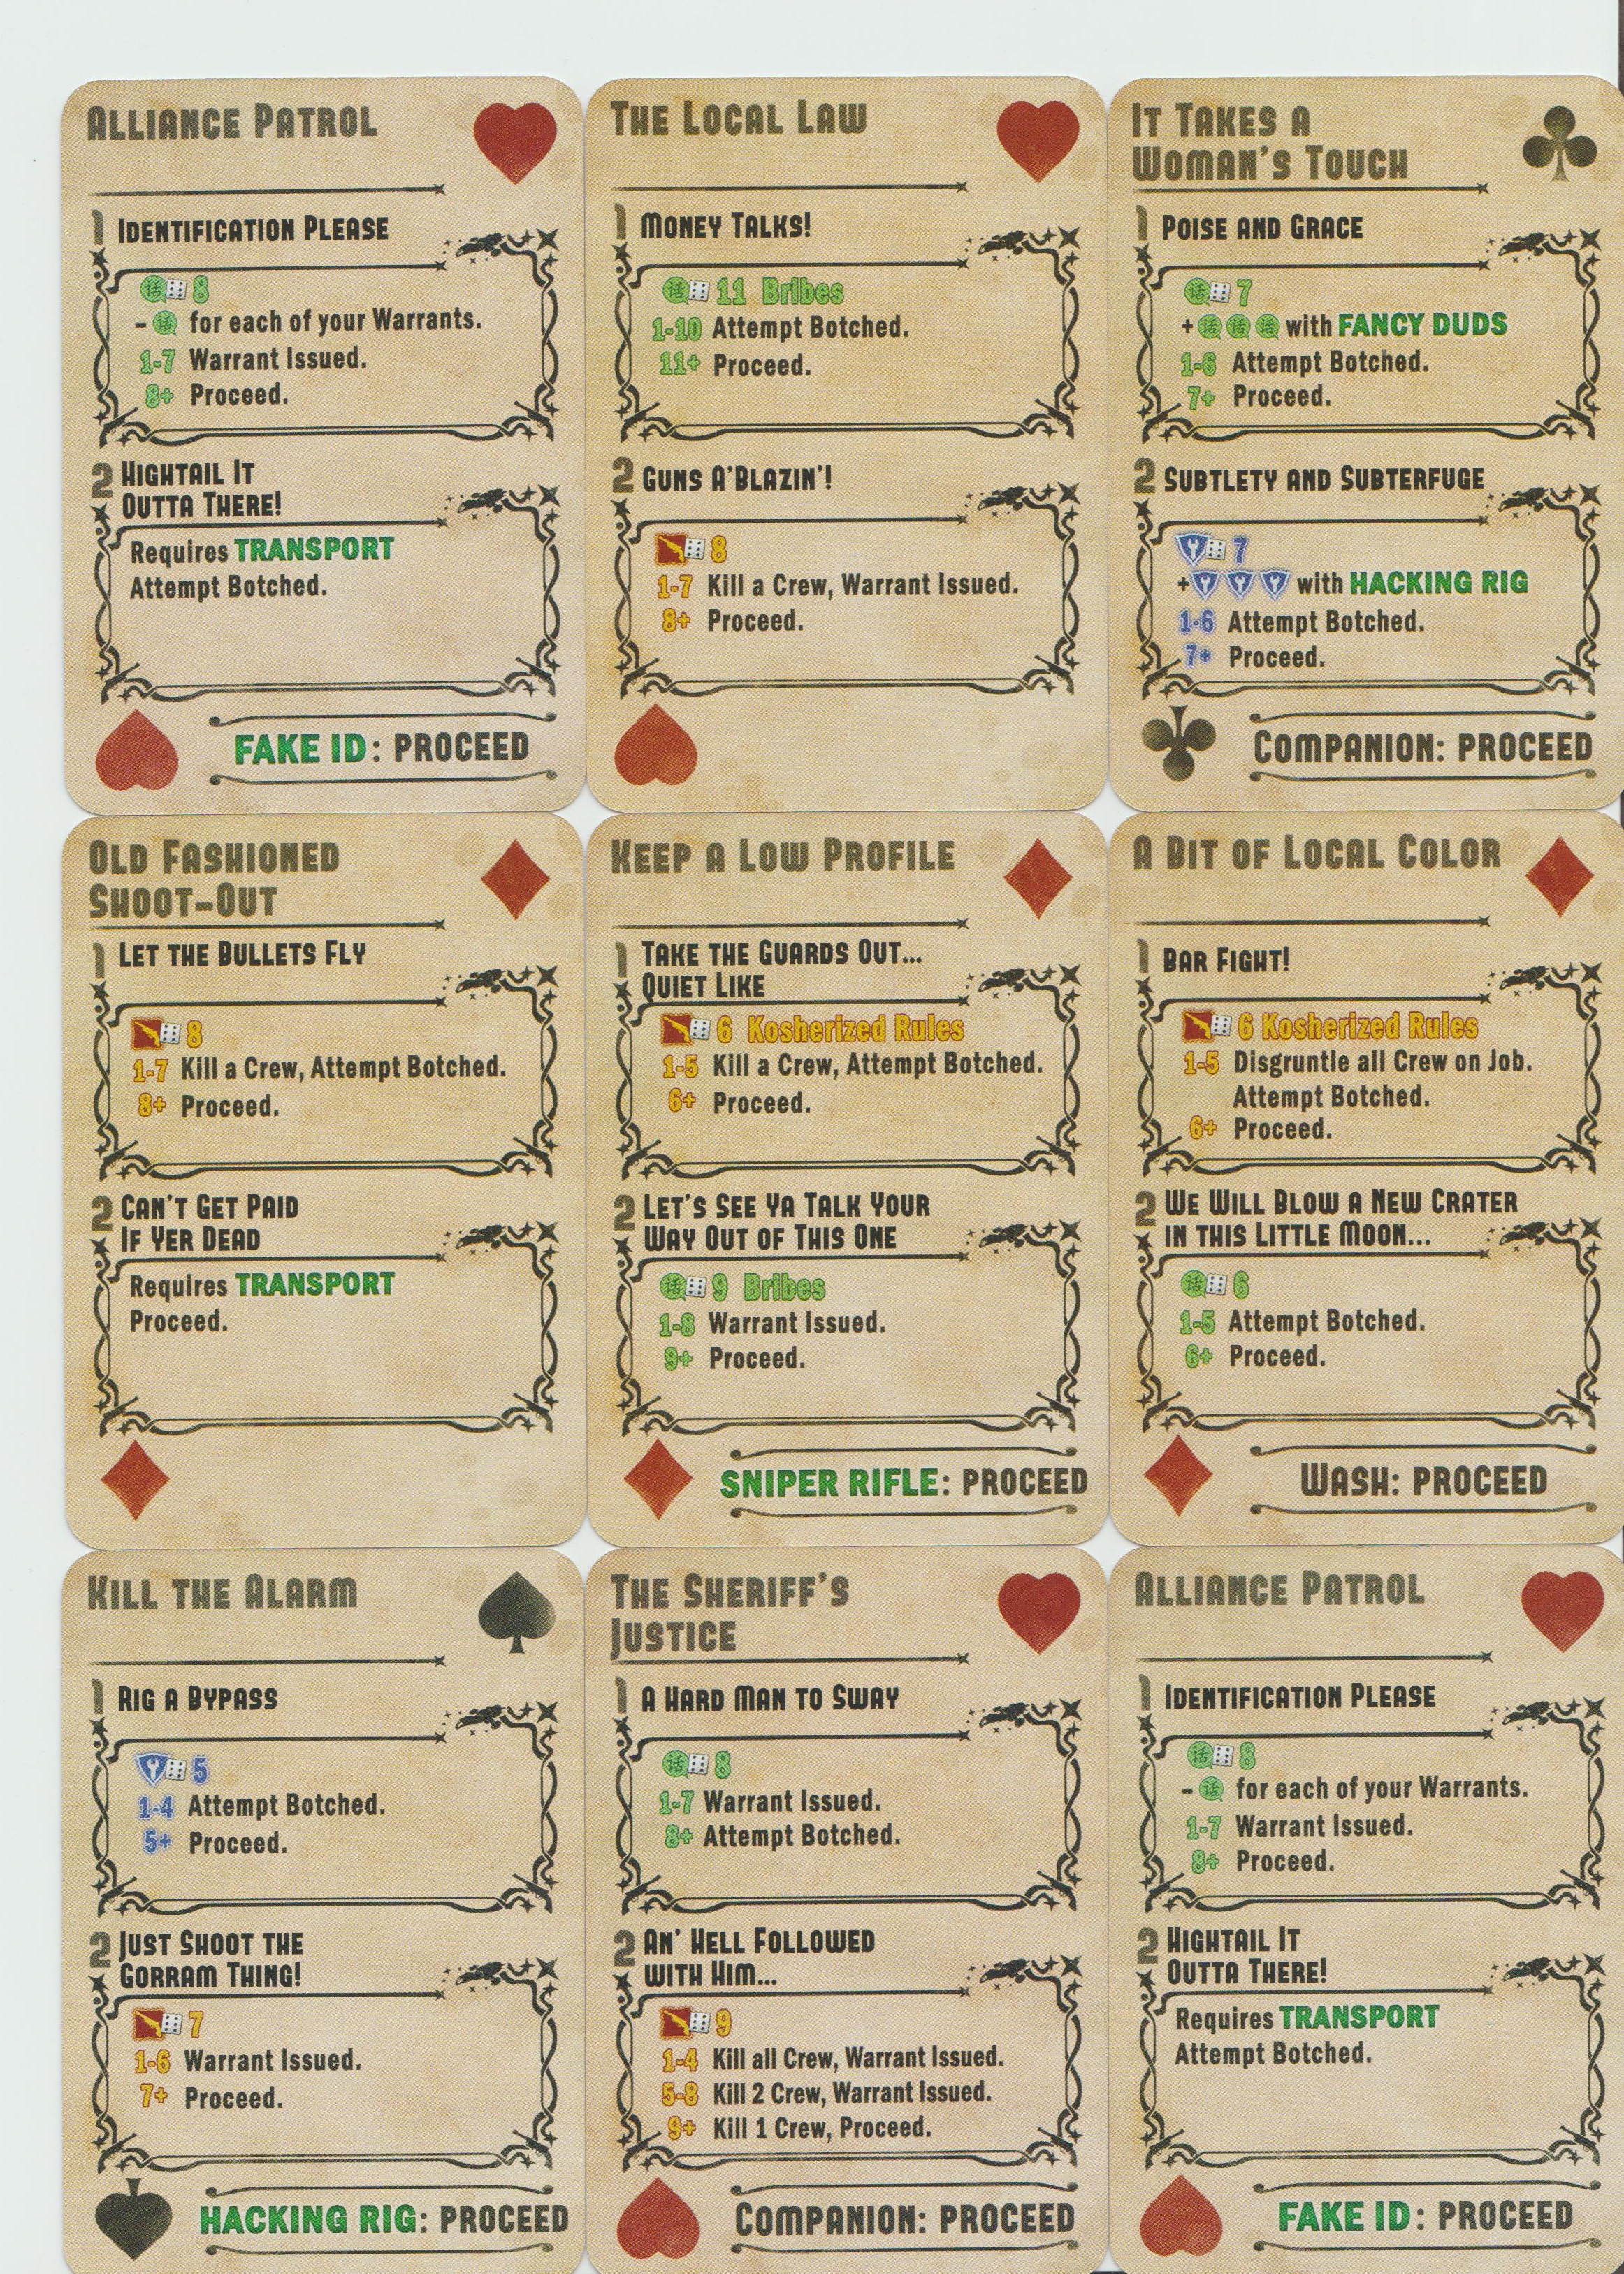 ALLIANCE PATROL
1 IDENTIFICATION PLEASE
话 8
- 话 for each of your Warrants.
1-7 Warrant Issued.
8+ Proceed.
2 HIGHTAIL IT
OUTTA THERE!
Requires TRANSPORT
Attempt Botched.
FAKE ID: PROCEED
THE LOCAL LAW
1 MONEY TALKS!
话 11 Bribes
1-10 Attempt Botched.
11+ Proceed.
2 GUNS A'BLAZIN'!
8
1-7 Kill a Crew, Warrant Issued.
8+ Proceed.
IT TAKES A
WOMAN'S TOUCH
1 POISE AND GRACE
话 7
+ 话 话 话 with FANCY DUDS
1-6 Attempt Botched.
7+ Proceed.
2 SUBTLETY AND SUBTERFUGE
7
+ with HACKING RIG
1-6 Attempt Botched.
7+ Proceed.
COMPANION: PROCEED
OLD FASHIONED
SHOOT-OUT
1 LET THE BULLETS FLY
8
1-7 Kill a Crew, Attempt Botched.
8+ Proceed.
2 CAN'T GET PAID
IF YER DEAD
Requires TRANSPORT
Proceed.
KEEP A LOW PROFILE
1 TAKE THE GUARDS OUT...
QUIET LIKE
6 Kosherized Rules
1-5 Kill a Crew, Attempt Botched.
6+ Proceed.
2 LET'S SEE YA TALK YOUR
WAY OUT OF THIS ONE
话 9 Bribes
1-8 Warrant Issued.
9+ Proceed.
SNIPER RIFLE: PROCEED
A BIT OF LOCAL COLOR
1 BAR FIGHT!
6 Kosherized Rules
1-5 Disgruntle all Crew on Job.
Attempt Botched.
6+ Proceed.
2 WE WILL BLOW A NEW CRATER
IN THIS LITTLE MOON...
话 6
1-5 Attempt Botched.
6+ Proceed.
WASH: PROCEED
KILL THE ALARM
1 RIG A BYPASS
5
1-4 Attempt Botched.
5+ Proceed.
2 JUST SHOOT THE
GORRAM THING!
7
1-6 Warrant Issued.
7+ Proceed.
HACKING RIG: PROCEED
THE SHERIFF'S
JUSTICE
1 A HARD MAN TO SWAY
话 8
1-7 Warrant Issued.
8+ Attempt Botched.
2 AN' HELL FOLLOWED
WITH HIM...
9
1-4 Kill all Crew, Warrant Issued.
5-8 Kill 2 Crew, Warrant Issued.
9+ Kill 1 Crew, Proceed.
COMPANION: PROCEED
ALLIANCE PATROL
1 IDENTIFICATION PLEASE
话 8
- 话 for each of your Warrants.
1-7 Warrant Issued.
8+ Proceed.
2 HIGHTAIL IT
OUTTA THERE!
Requires TRANSPORT
Attempt Botched.
FAKE ID: PROCEED